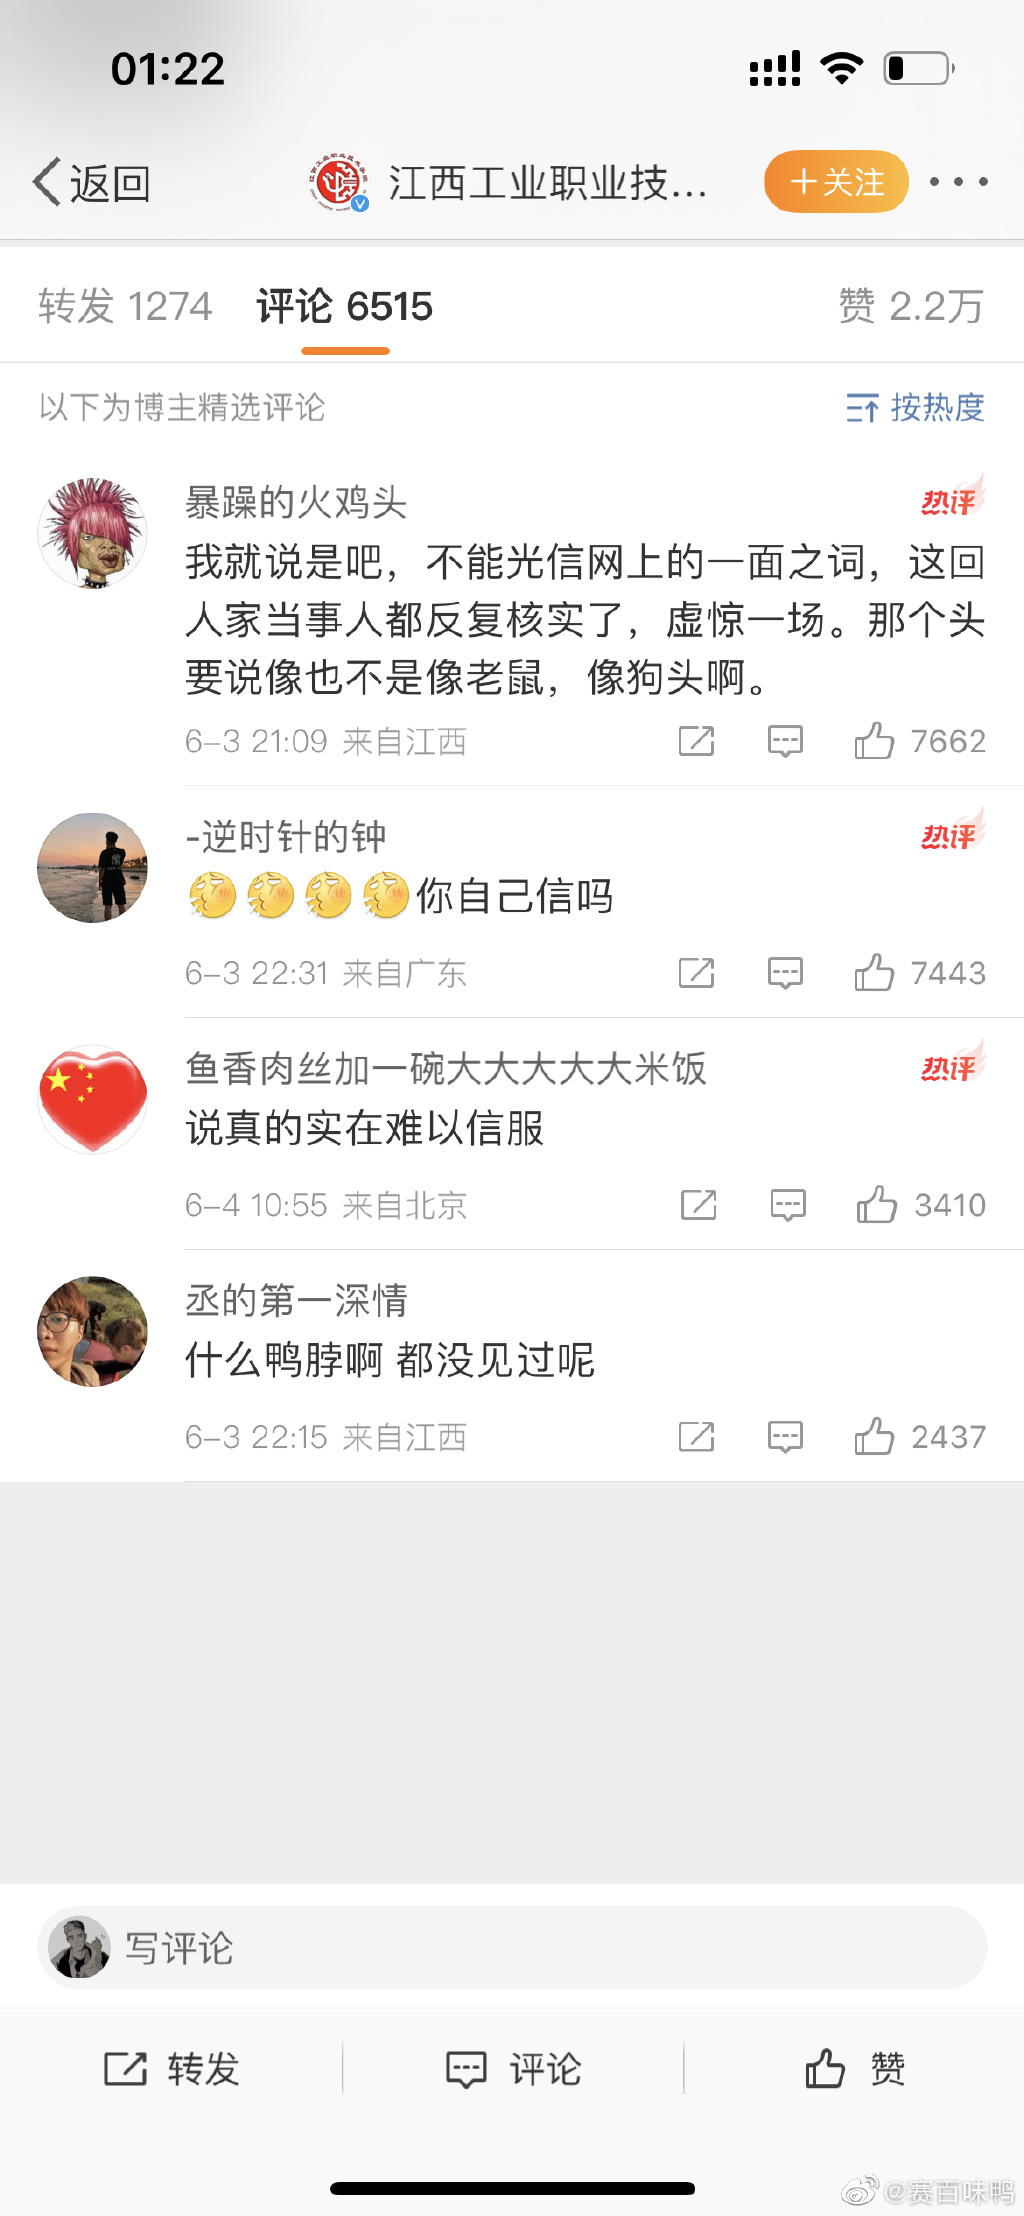 01:22
返回
江西工业职业技...
+关注
转发 1274
评论 6515
赞 2.2万
以下为博主精选评论
按热度
暴躁的火鸡头
热评
我就说是吧，不能光信网上的一面之词，这回
人家当事人都反复核实了，虚惊一场。那个头
要说像也不是像老鼠，像狗头啊。
6-3 21:09 来自江西
7662
-逆时针的钟
热评
你自己信吗
6-3 22:31 来自广东
7443
鱼香肉丝加一碗大大大大大米饭
热评
说真的实在难以信服
6-4 10:55 来自北京
3410
丞的第一深情
什么鸭脖啊 都没见过呢
6-3 22:15 来自江西
2437
写评论
转发
评论
赞
@赛百味鸭